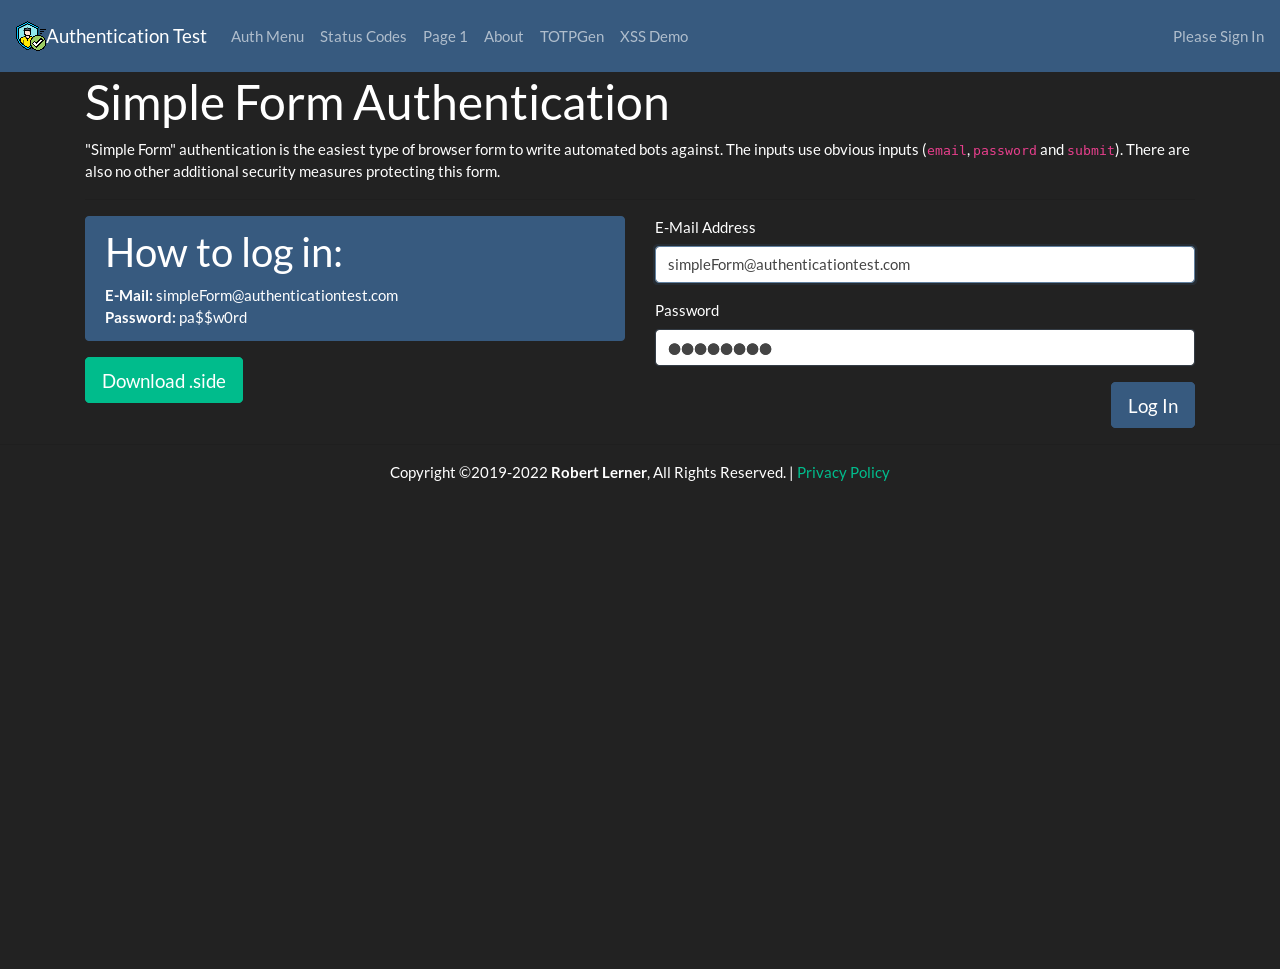 Authentication Test Auth Menu Status Codes Page 1 About TOTPGen XSS Demo Please Sign In
Simple Form Authentication
"Simple Form" authentication is the easiest type of browser form to write automated bots against. The inputs use obvious inputs (email, password and submit). There are
also no other additional security measures protecting this form.
How to log in:
E-Mail: simpleForm@authenticationtest.com
Password: pa$$w0rd
Download .side
E-Mail Address
simpleForm@authenticationtest.com
Password
●●●●●●●●
Log In
Copyright ©2019-2022 Robert Lerner, All Rights Reserved. | Privacy Policy